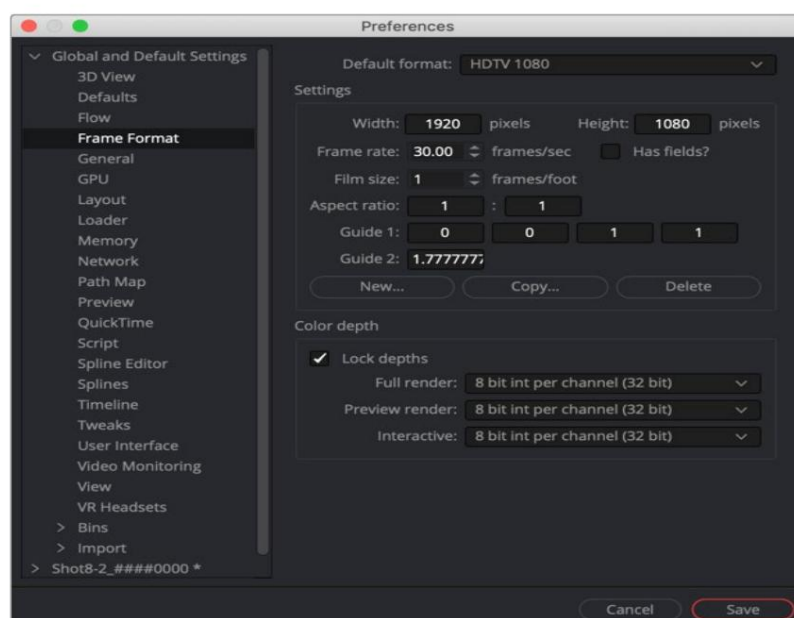 Preferences
Global and Default Settings
3D View
Defaults
Flow
Frame Format
General
GPU
Layout
Loader
Memory
Network
Path Map
Preview
QuickTime
Script
Spline Editor
Splines
Timeline
Tweaks
User Interface
Video Monitoring
View
VR Headsets
Bins
Import
Shot8-2_####0000 *
Default format: HDTV 1080
Settings
Width: 1920 pixels Height: 1080 pixels
Frame rate: 30.00 frames/sec Has fields?
Film size: 1 frames/foot
Aspect ratio: 1 : 1
Guide 1: 0 0 1 1
Guide 2: 1.7777777
New... Copy... Delete
Color depth
Lock depths
Full render: 8 bit int per channel (32 bit)
Preview render: 8 bit int per channel (32 bit)
Interactive: 8 bit int per channel (32 bit)
Cancel Save